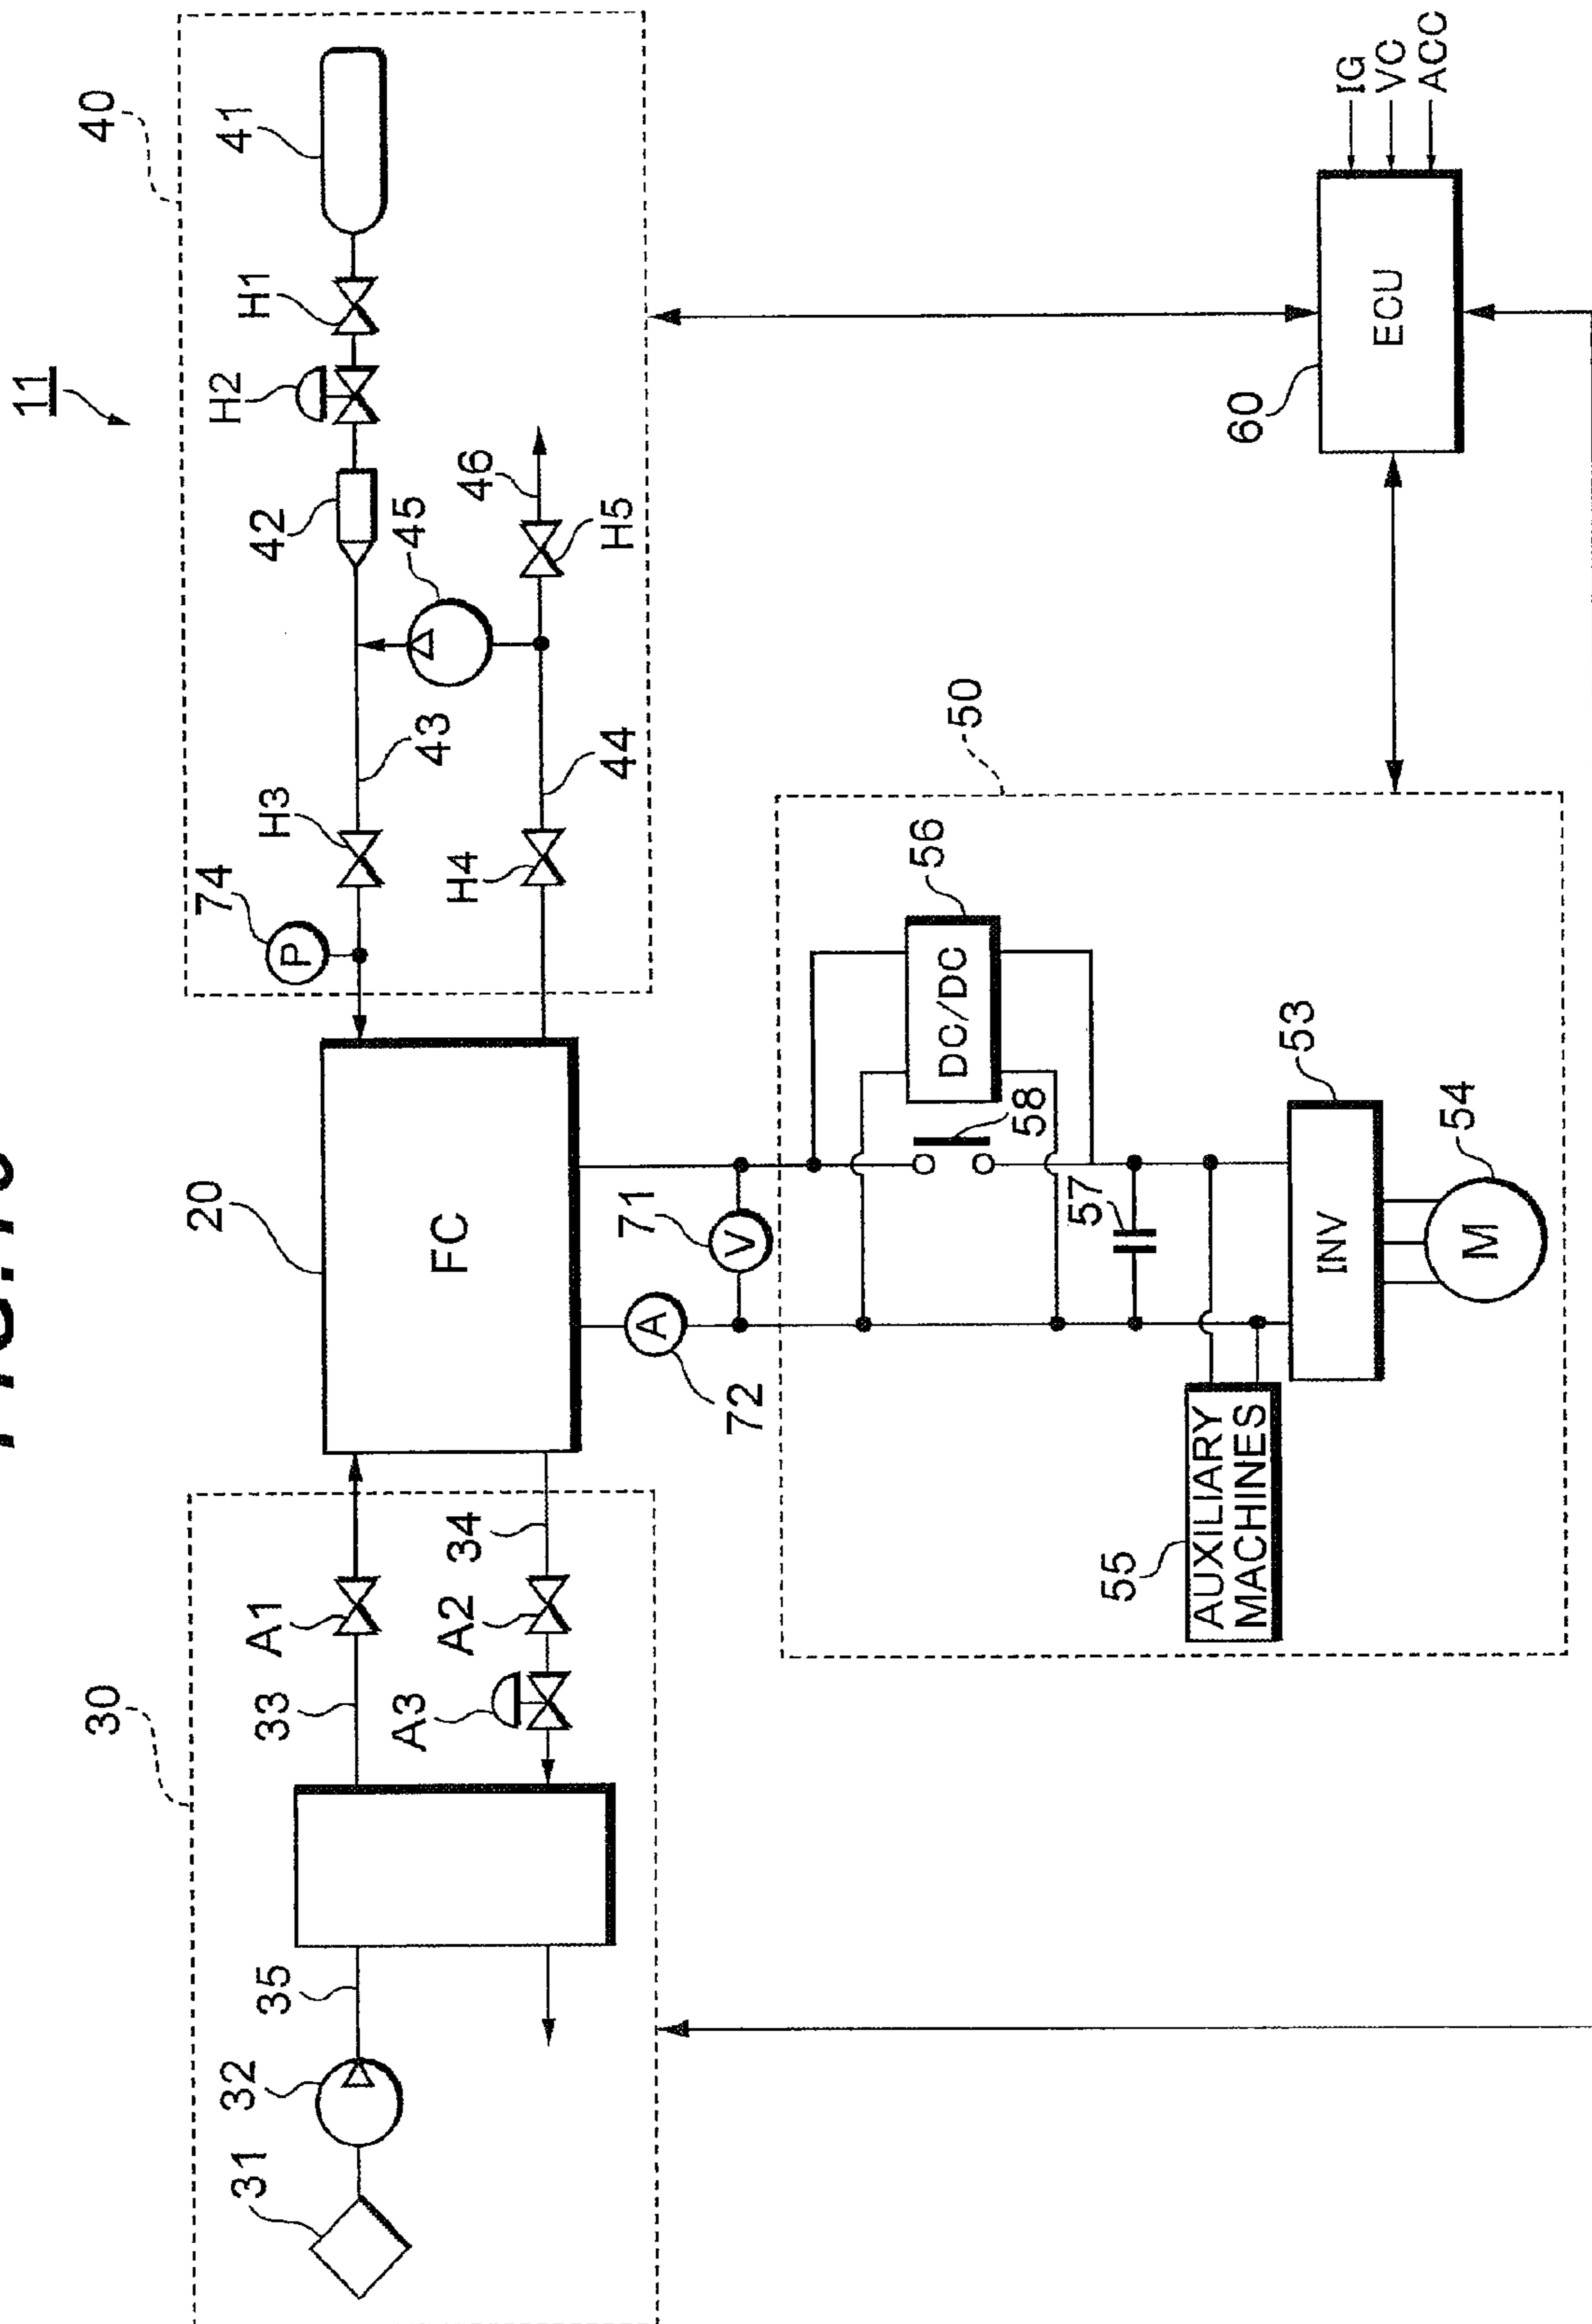 11
40
41
H1
H2
42
45
46
H5
43
44
H3
H4
74
P
20
FC
30
A1
33
34
A2
A3
35
32
31
71
V
72
A
50
56
DC/DC
58
57
53
INV
54
M
55
AUXILIARY
MACHINES
60
ECU
IG
VC
ACC